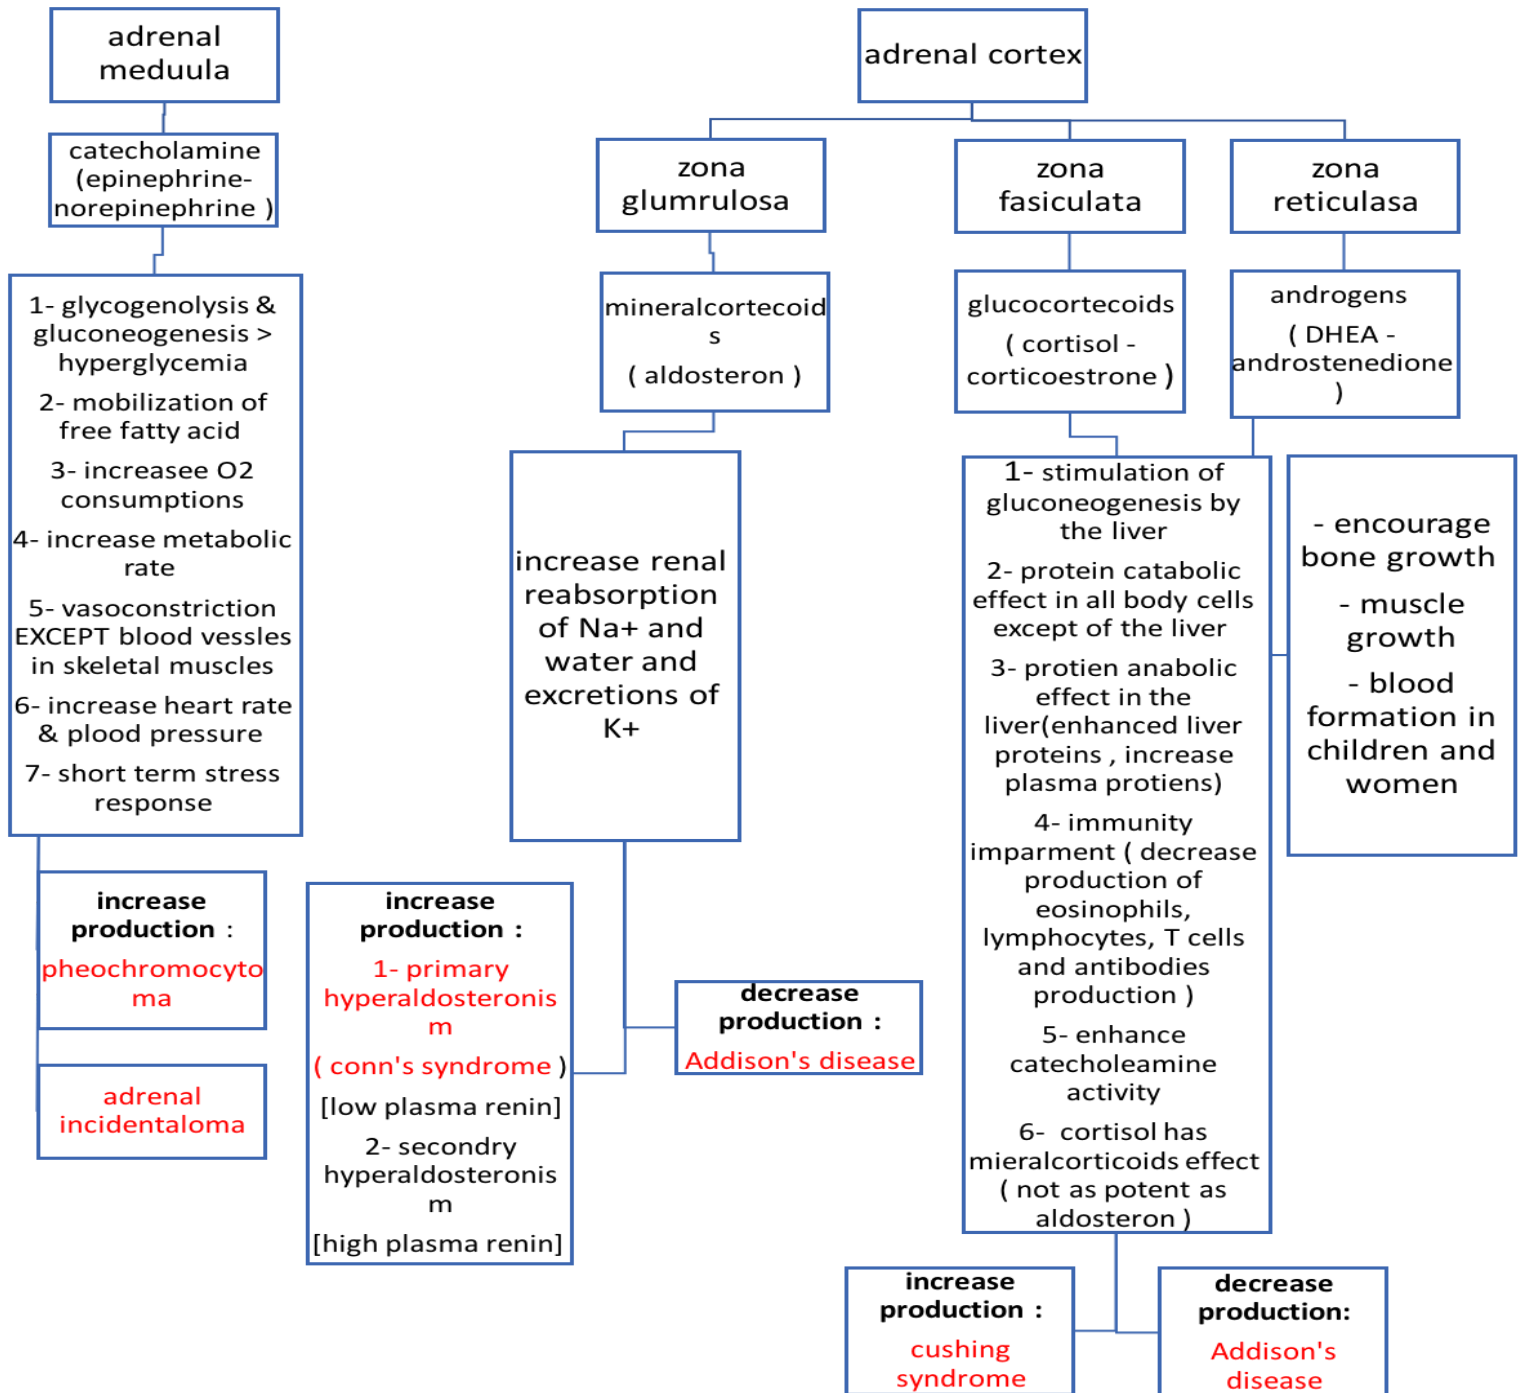 adrenal
meduula
catecholamine
(epinephrine-
norepinephrine )
1- glycogenolysis &
gluconeogenesis >
hyperglycemia
2- mobilization of
free fatty acid
3- increasee O2
consumptions
4- increase metabolic
rate
5- vasoconstriction
EXCEPT blood vessles
in skeletal muscles
6- increase heart rate
& plood pressure
7- short term stress
response
increase
production :
pheochromocyto
ma
adrenal
incidentaloma
adrenal cortex
zona
glumrulosa
mineralcortecoid
s
( aldosteron )
increase renal
reabsorption
of Na+ and
water and
excretions of
K+
increase
production :
1- primary
hyperaldosteronis
m
( conn's syndrome )
[low plasma renin]
2- secondry
hyperaldosteronis
m
[high plasma renin]
decrease
production :
Addison's disease
zona
fasiculata
glucocortecoids
( cortisol -
corticoestrone )
1- stimulation of
gluconeogenesis by
the liver
2- protein catabolic
effect in all body cells
except of the liver
3- protien anabolic
effect in the
liver(enhanced liver
proteins , increase
plasma protiens)
4- immunity
imparment ( decrease
production of
eosinophils,
lymphocytes, T cells
and antibodies
production )
5- enhance
catecholeamine
activity
6- cortisol has
mieralcorticoids effect
( not as potent as
aldosteron )
increase
production :
cushing
syndrome
decrease
production:
Addison's
disease
zona
reticulasa
androgens
( DHEA -
androstenedione
)
- encourage
bone growth
- muscle
growth
- blood
formation in
children and
women